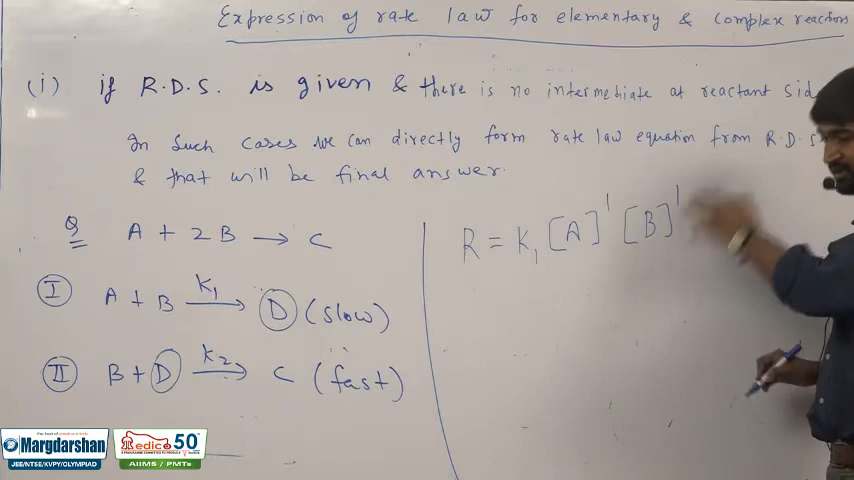 Expression of rate law for elementary & complex reactions
(i) if R.D.S. is given & there is no intermediate at reactant sid
In Such cases we can directly form rate law equation from R.D.S
& that will be final answer.
Q A + 2B → C
I A + B K₁→ D (slow)
II B + D K₂→ C (fast)
R = K₁ [A]¹ [B]¹
Margdarshan
JEE/NTSE/KVPY/OLYMPIAD
Medico 50
AIIMS / PMTs